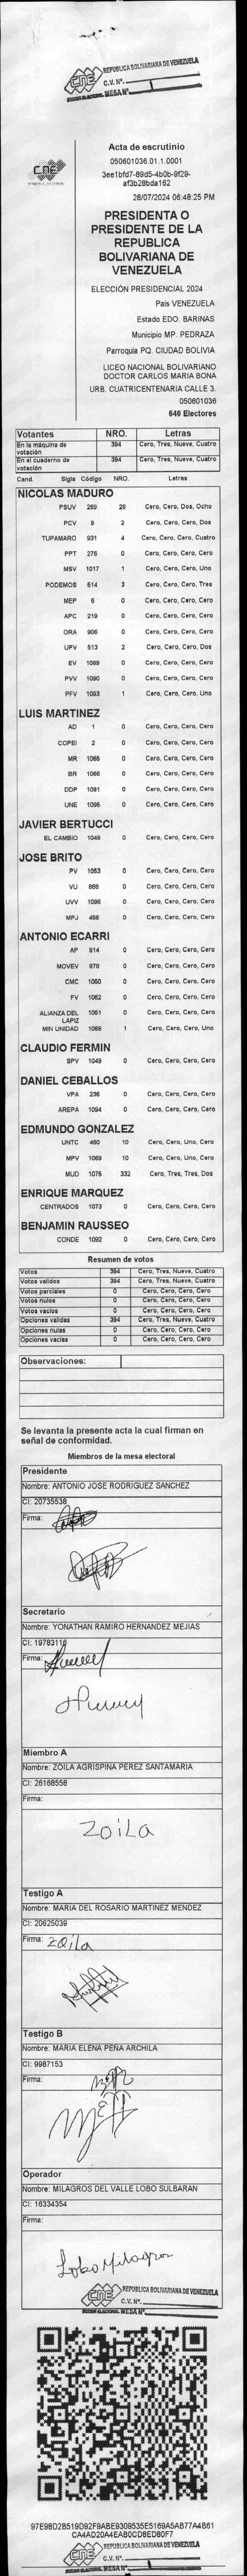 REPUBLICA BOLIVARIANA DE VENEZUELA
CNE
C.V. Nº. 1
MESA Nº
Acta de escrutinio
050601036.01.1.0001
3ee1bfd7-89d5-4b0b-9f29-
af3b28bda162
28/07/2024 06:48:25 PM
CNE
PRESIDENTA O
PRESIDENTE DE LA
REPUBLICA
BOLIVARIANA DE
VENEZUELA
ELECCIÓN PRESIDENCIAL 2024
Pais VENEZUELA
Estado EDO. BARINAS
Municipio MP. PEDRAZA
Parroquia PQ. CIUDAD BOLIVIA
LICEO NACIONAL BOLIVARIANO
DOCTOR CARLOS MARIA BONA
URB. CUATRICENTENARIA CALLE 3.
050601036
646 Electores
Votantes NRO. Letras
En la máquina de votación 394 Cero, Tres, Nueve, Cuatro
En el cuaderno de votación 394 Cero, Tres, Nueve, Cuatro
Cand. Sigls Código NRO. Letras
NICOLAS MADURO
PSUV 269 28 Cero, Cero, Dos, Ocho
PCV 9 2 Cero, Cero, Cero, Dos
TUPAMARO 931 4 Cero, Cero, Cero, Cuatro
PPT 276 0 Cero, Cero, Cero, Cero
MSV 1017 1 Cero, Cero, Cero, Uno
PODEMOS 514 3 Cero, Cero, Cero, Tres
MEP 6 0 Cero, Cero, Cero, Cero
APC 219 0 Cero, Cero, Cero, Cero
ORA 906 0 Cero, Cero, Cero, Cero
UPV 513 2 Cero, Cero, Cero, Dos
EV 1089 0 Cero, Cero, Cero, Cero
PVV 1090 0 Cero, Cero, Cero, Cero
PFV 1093 1 Cero, Cero, Cero, Uno
LUIS MARTINEZ
AD 1 0 Cero, Cero, Cero, Cero
COPEI 2 0 Cero, Cero, Cero, Cero
MR 1065 0 Cero, Cero, Cero, Cero
BR 1066 0 Cero, Cero, Cero, Cero
DDP 1091 0 Cero, Cero, Cero, Cero
UNE 1095 0 Cero, Cero, Cero, Cero
JAVIER BERTUCCI
EL CAMBIO 1048 0 Cero, Cero, Cero, Cero
JOSE BRITO
PV 1053 0 Cero, Cero, Cero, Cero
VU 868 0 Cero, Cero, Cero, Cero
UVV 1096 0 Cero, Cero, Cero, Cero
MPJ 458 0 Cero, Cero, Cero, Cero
ANTONIO ECARRI
AP 914 0 Cero, Cero, Cero, Cero
MOVEV 978 0 Cero, Cero, Cero, Cero
CMC 1050 0 Cero, Cero, Cero, Cero
FV 1052 0 Cero, Cero, Cero, Cero
ALIANZA DEL LAPIZ 1051 0 Cero, Cero, Cero, Cero
MIN UNIDAD 1068 1 Cero, Cero, Cero, Uno
CLAUDIO FERMIN
SPV 1049 0 Cero, Cero, Cero, Cero
DANIEL CEBALLOS
VPA 236 0 Cero, Cero, Cero, Cero
AREPA 1094 0 Cero, Cero, Cero, Cero
EDMUNDO GONZALEZ
UNTC 460 10 Cero, Cero, Uno, Cero
MPV 1069 10 Cero, Cero, Uno, Cero
MUD 1075 332 Cero, Tres, Tres, Dos
ENRIQUE MARQUEZ
CENTRADOS 1073 0 Cero, Cero, Cero, Cero
BENJAMIN RAUSSEO
CONDE 1092 0 Cero, Cero, Cero, Cero
Resumen de votos
Votos 394 Cero, Tres, Nueve, Cuatro
Votos validos 394 Cero, Tres, Nueve, Cuatro
Votos parciales 0 Cero, Cero, Cero, Cero
Votos nulos 0 Cero, Cero, Cero, Cero
Votos vacios 0 Cero, Cero, Cero, Cero
Opciones validas 394 Cero, Tres, Nueve, Cuatro
Opciones nulas 0 Cero, Cero, Cero, Cero
Opciones vacias 0 Cero, Cero, Cero, Cero
Observaciones:
Se levanta la presente acta la cual firman en
señal de conformidad.
Miembros de la mesa electoral
Presidente
Nombre: ANTONIO JOSE RODRIGUEZ SANCHEZ
CI: 20735538
Firma:
Secretario
Nombre: YONATHAN RAMIRO HERNANDEZ MEJIAS
CI: 19783116
Firma:
Miembro A
Nombre: ZOILA AGRISPINA PEREZ SANTAMARIA
CI: 26168558
Firma:
Zoila
Testigo A
Nombre: MARIA DEL ROSARIO MARTINEZ MENDEZ
CI: 20625039
Firma: Zoila
Testigo B
Nombre: MARIA ELENA PEÑA ARCHILA
CI: 9987153
Firma:
Operador
Nombre: MILAGROS DEL VALLE LOBO SULBARAN
CI: 16334354
Firma:
Lobo Milagros
REPUBLICA BOLIVARIANA DE VENEZUELA
CNE
C.V. Nº.
MESA Nº
97E98D2B519D92F9ABE9309535E5169A5AB77A4B61
CA4AD20A4EAB0CD8ED80F7
REPUBLICA BOLIVARIANA DE VENEZUELA
CNE
C.V. Nº.
MESA Nº 1